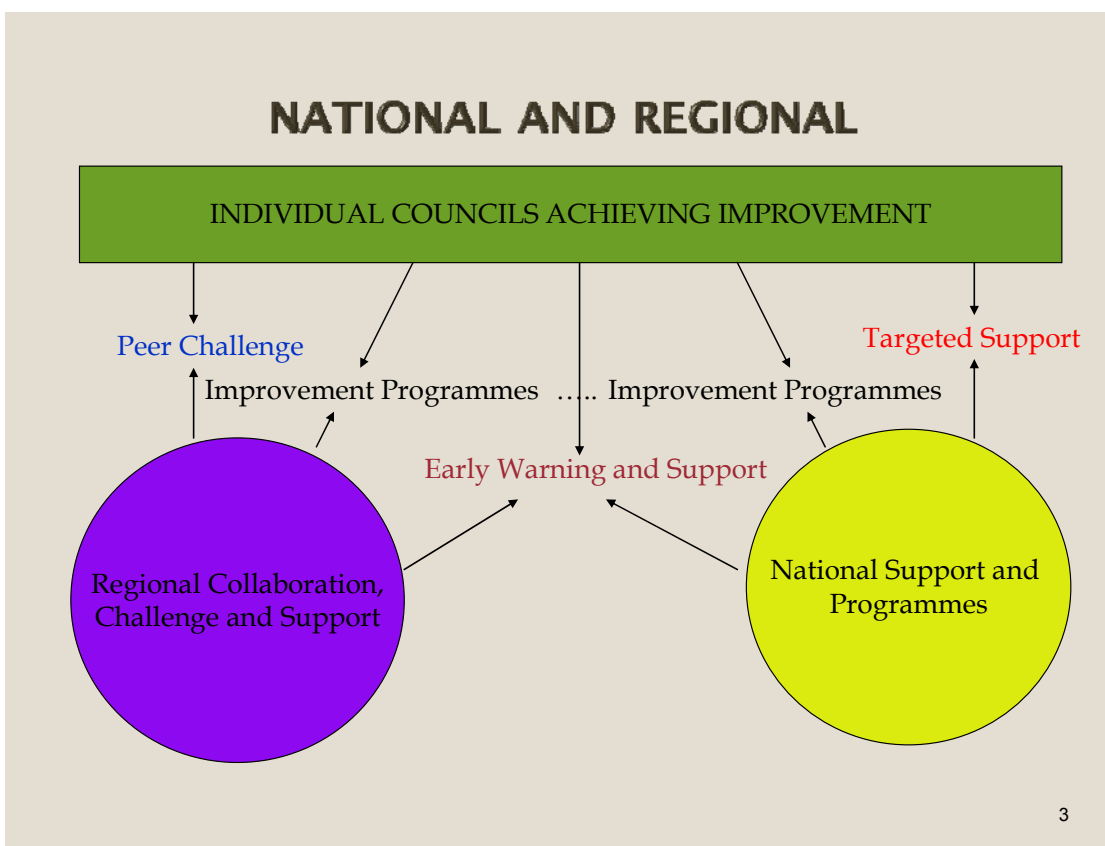 NATIONAL AND REGIONAL
INDIVIDUAL COUNCILS ACHIEVING IMPROVEMENT
Peer Challenge
Targeted Support
Improvement Programmes ….. Improvement Programmes
Early Warning and Support
Regional Collaboration,
Challenge and Support
National Support and
Programmes
3